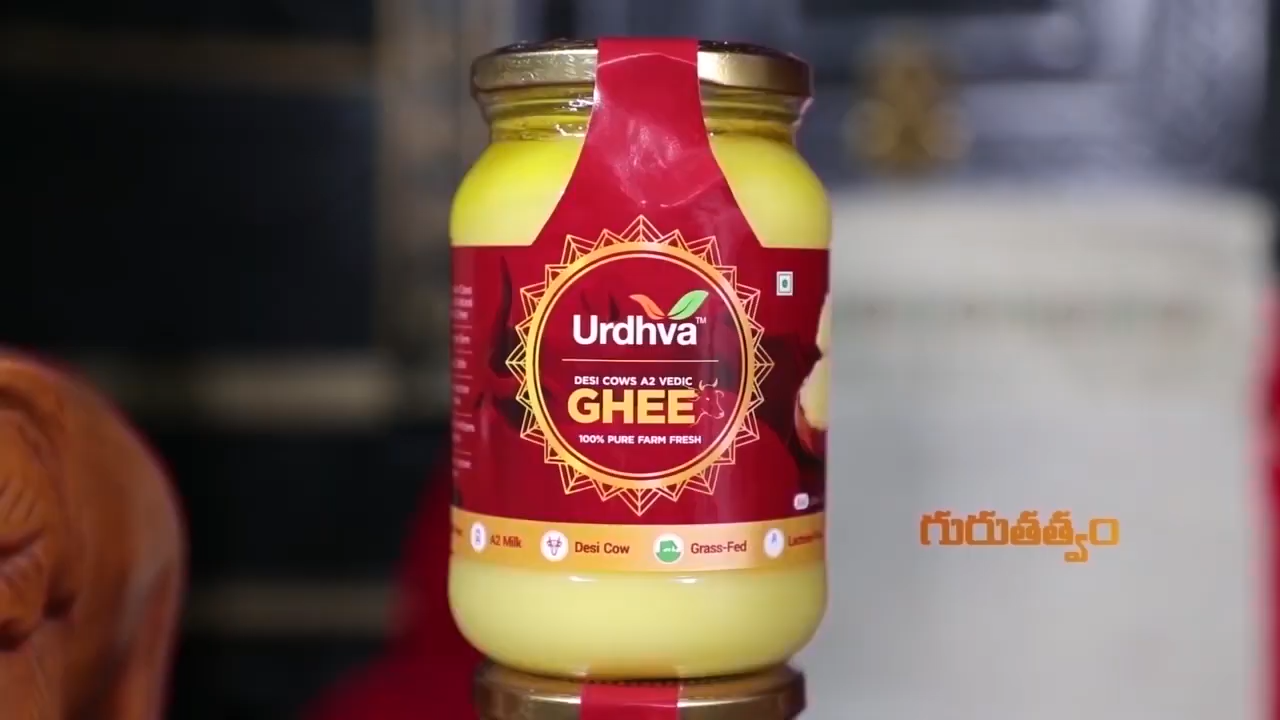 Urdhva™
DESI COWS A2 VEDIC
GHEE
100% PURE FARM FRESH
A2 Milk
Desi Cow
Grass-Fed
గురుతత్వం